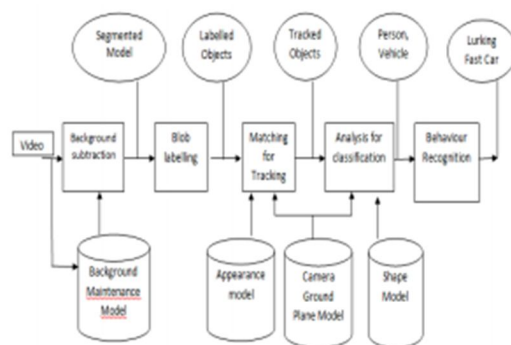 Segmented
Model
Labelled
Objects
Tracked
Objects
Person,
Vehicle
Lurking
Fast Car
Video
Background
subtraction
Blob
labelling
Matching
for
Tracking
Analysis for
classification
Behaviour
Recognition
Background
Maintenance
Model
Appearance
model
Camera
Ground
Plane Model
Shape
Model